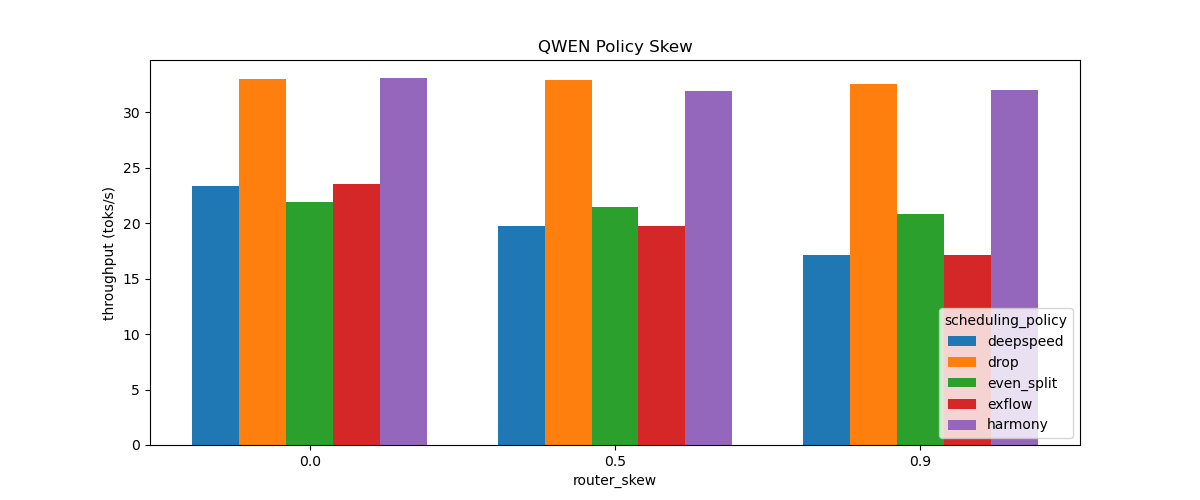 QWEN Policy Skew
throughput (toks/s)
30
25
20
15
10
5
0
0.0
0.5
0.9
router_skew
scheduling_policy
deepspeed
drop
even_split
exflow
harmony